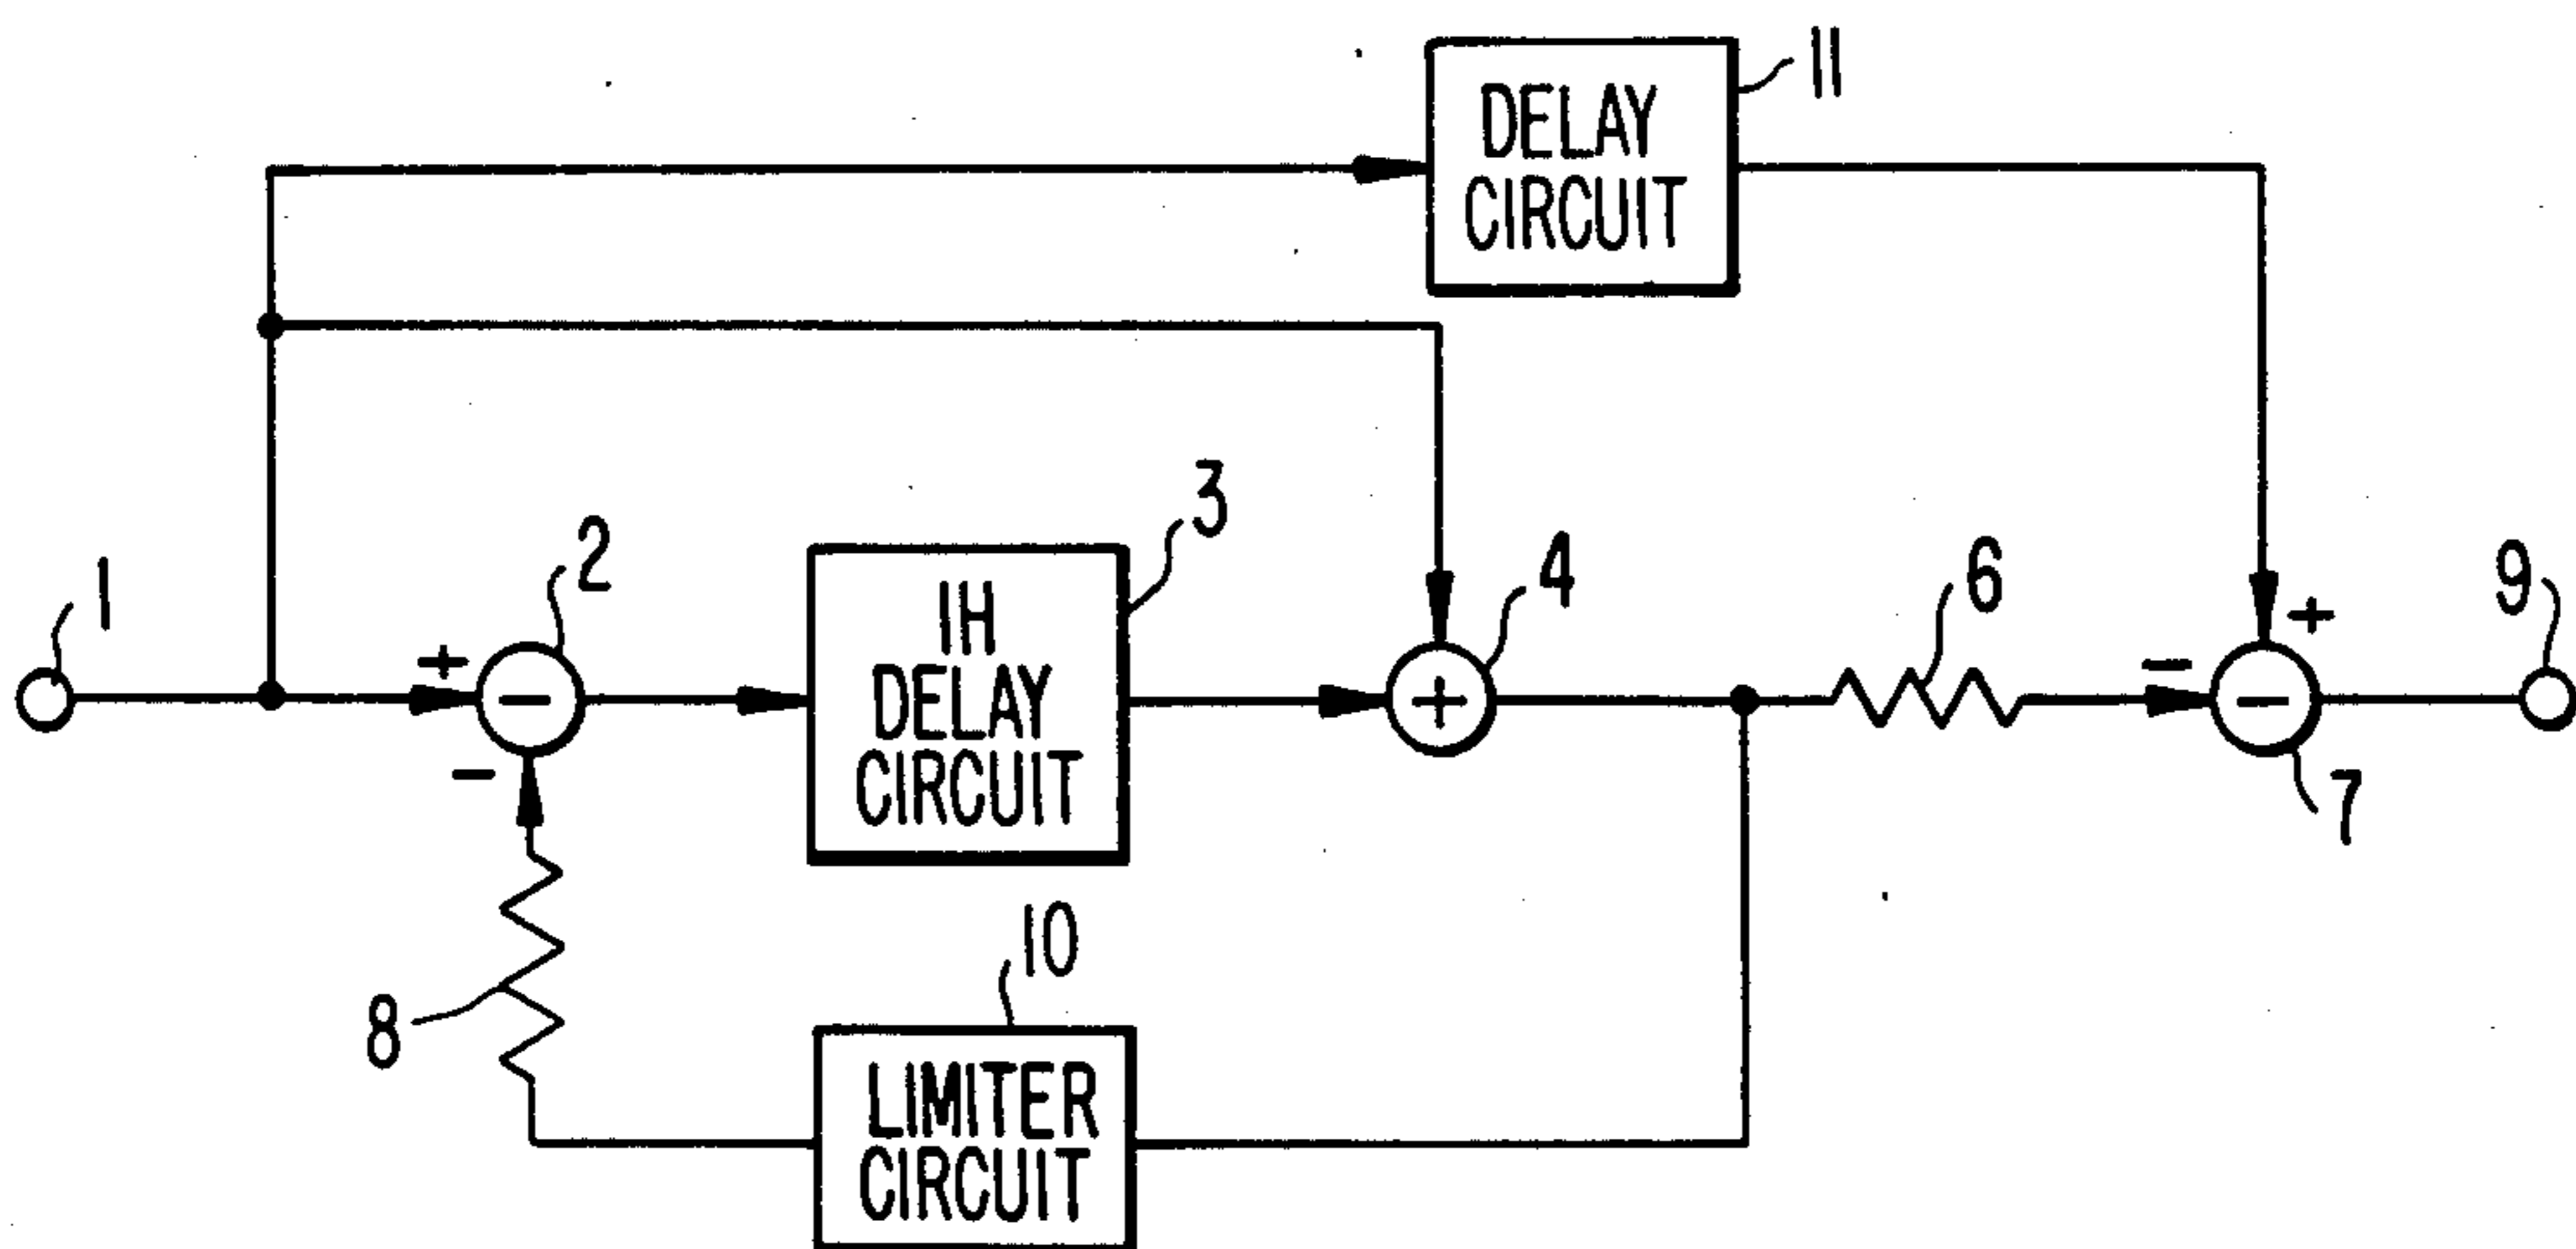 11
DELAY
CIRCUIT
1
+
−
2
−
1H
DELAY
CIRCUIT
3
+
4
6
−
+
−
7
9
8
10
LIMITER
CIRCUIT